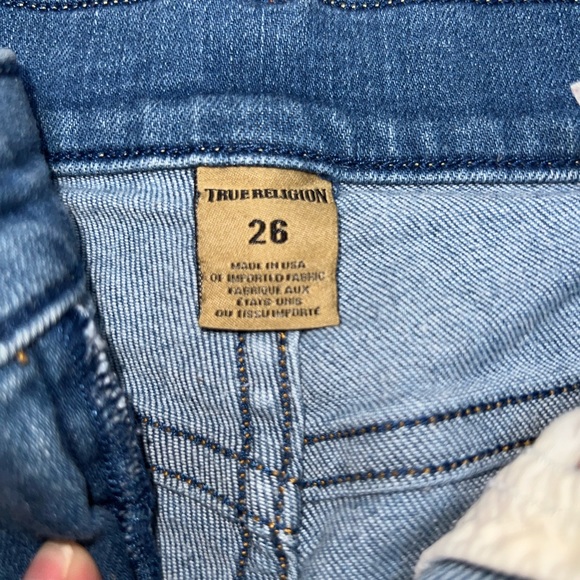 TRUE RELIGION
26
MADE IN USA
OF IMPORTED FABRIC
FABRIQUE AUX
ÉTATS-UNIS
OU TISSU IMPORTÉ